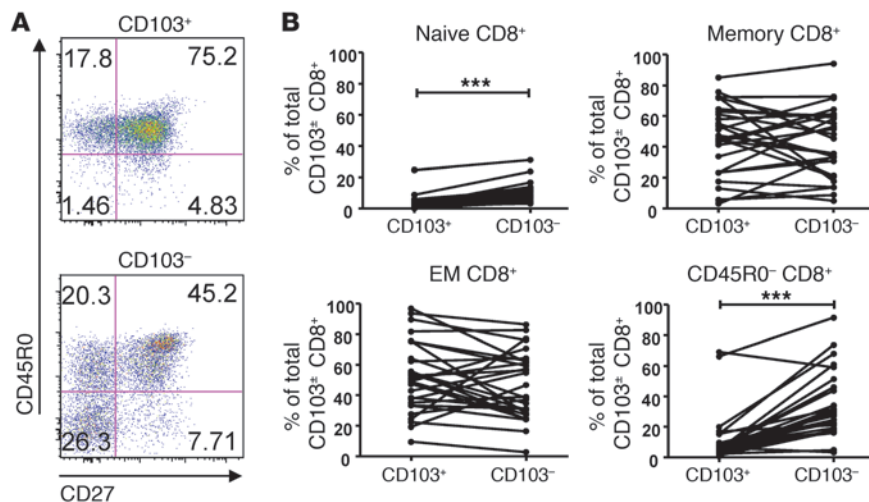 A
CD103+
17.8
75.2
1.46
4.83
CD103–
20.3
45.2
26.3
7.71
CD45R0
CD27
B
Naive CD8+
% of total
CD103± CD8+
100
80
60
40
20
0
***
CD103+
CD103–
Memory CD8+
% of total
CD103± CD8+
100
80
60
40
20
0
CD103+
CD103–
EM CD8+
% of total
CD103± CD8+
100
80
60
40
20
0
CD103+
CD103–
CD45R0– CD8+
% of total
CD103± CD8+
100
80
60
40
20
0
***
CD103+
CD103–